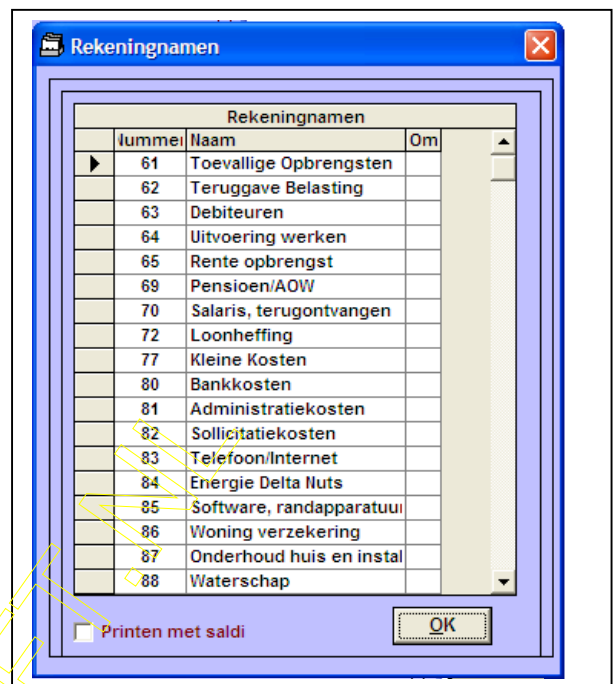 Rekeningnamen
Rekeningnamen
Nummer Naam Om
61 Toevallige Opbrengsten
62 Teruggave Belasting
63 Debiteuren
64 Uitvoering werken
65 Rente opbrengst
69 Pensioen/AOW
70 Salaris, terugontvangen
72 Loonheffing
77 Kleine Kosten
80 Bankkosten
81 Administratiekosten
82 Sollicitatiekosten
83 Telefoon/Internet
84 Energie Delta Nuts
85 Software, randapparatuur
86 Woning verzekering
87 Onderhoud huis en instal
88 Waterschap
Printen met saldi
OK